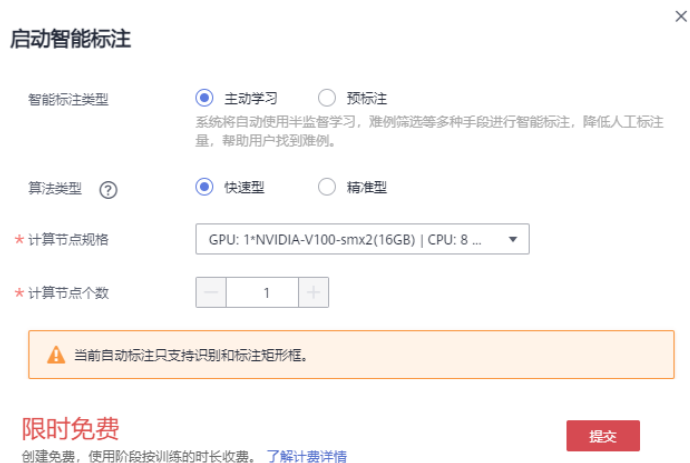 启动智能标注
智能标注类型 主动学习 预标注
系统将自动使用半监督学习，难例筛选等多种手段进行智能标注，降低人工标注
量，帮助用户找到难例。
算法类型 ? 快速型 精准型
* 计算节点规格 GPU: 1*NVIDIA-V100-smx2(16GB) | CPU: 8 ...
* 计算节点个数 — 1 +
当前自动标注只支持识别和标注矩形框。
限时免费
创建免费，使用阶段按训练的时长收费。 了解计费详情
提交